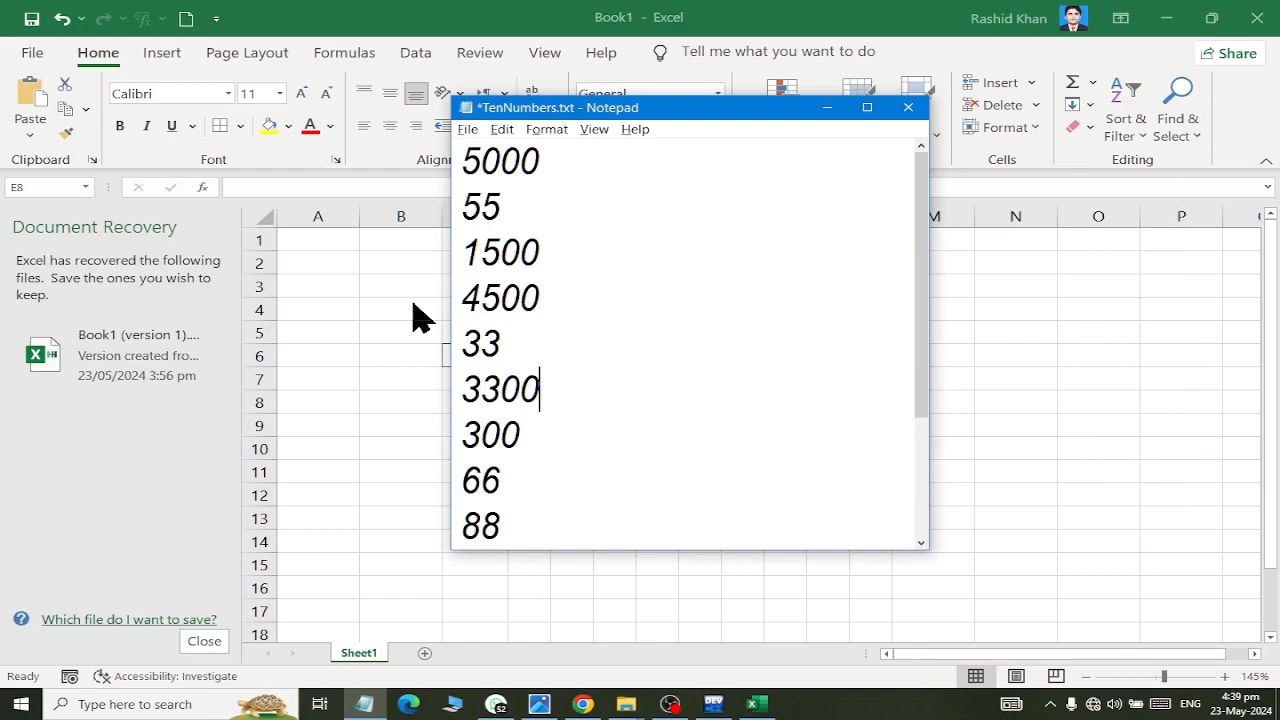 Book1 - Excel
Rashid Khan
File Home Insert Page Layout Formulas Data Review View Help Tell me what you want to do Share
Paste
Calibri 11
General
Insert
Delete
Format
Sort & Filter
Find & Select
B I U
Clipboard Font Cells Editing
E8 fx
*TenNumbers.txt - Notepad
File Edit Format View Help
5000
55
1500
4500
33
3300
300
66
88
A B M N O P
1
2
3
4
5
6
7
8
9
10
11
12
13
14
15
16
17
18
Document Recovery
Excel has recovered the following
files. Save the ones you wish to
keep.
Book1 (version 1)....
Version created fro...
23/05/2024 3:56 pm
Which file do I want to save?
Close
Sheet1
Ready Accessibility: Investigate 145%
Type here to search
DEV
ENG
4:39 pm
23-May-2024